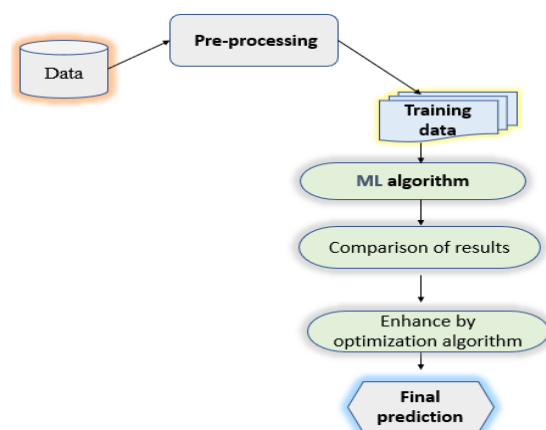 Pre-processing
Data
Training
data
ML algorithm
Comparison of results
Enhance by
optimization algorithm
Final
prediction